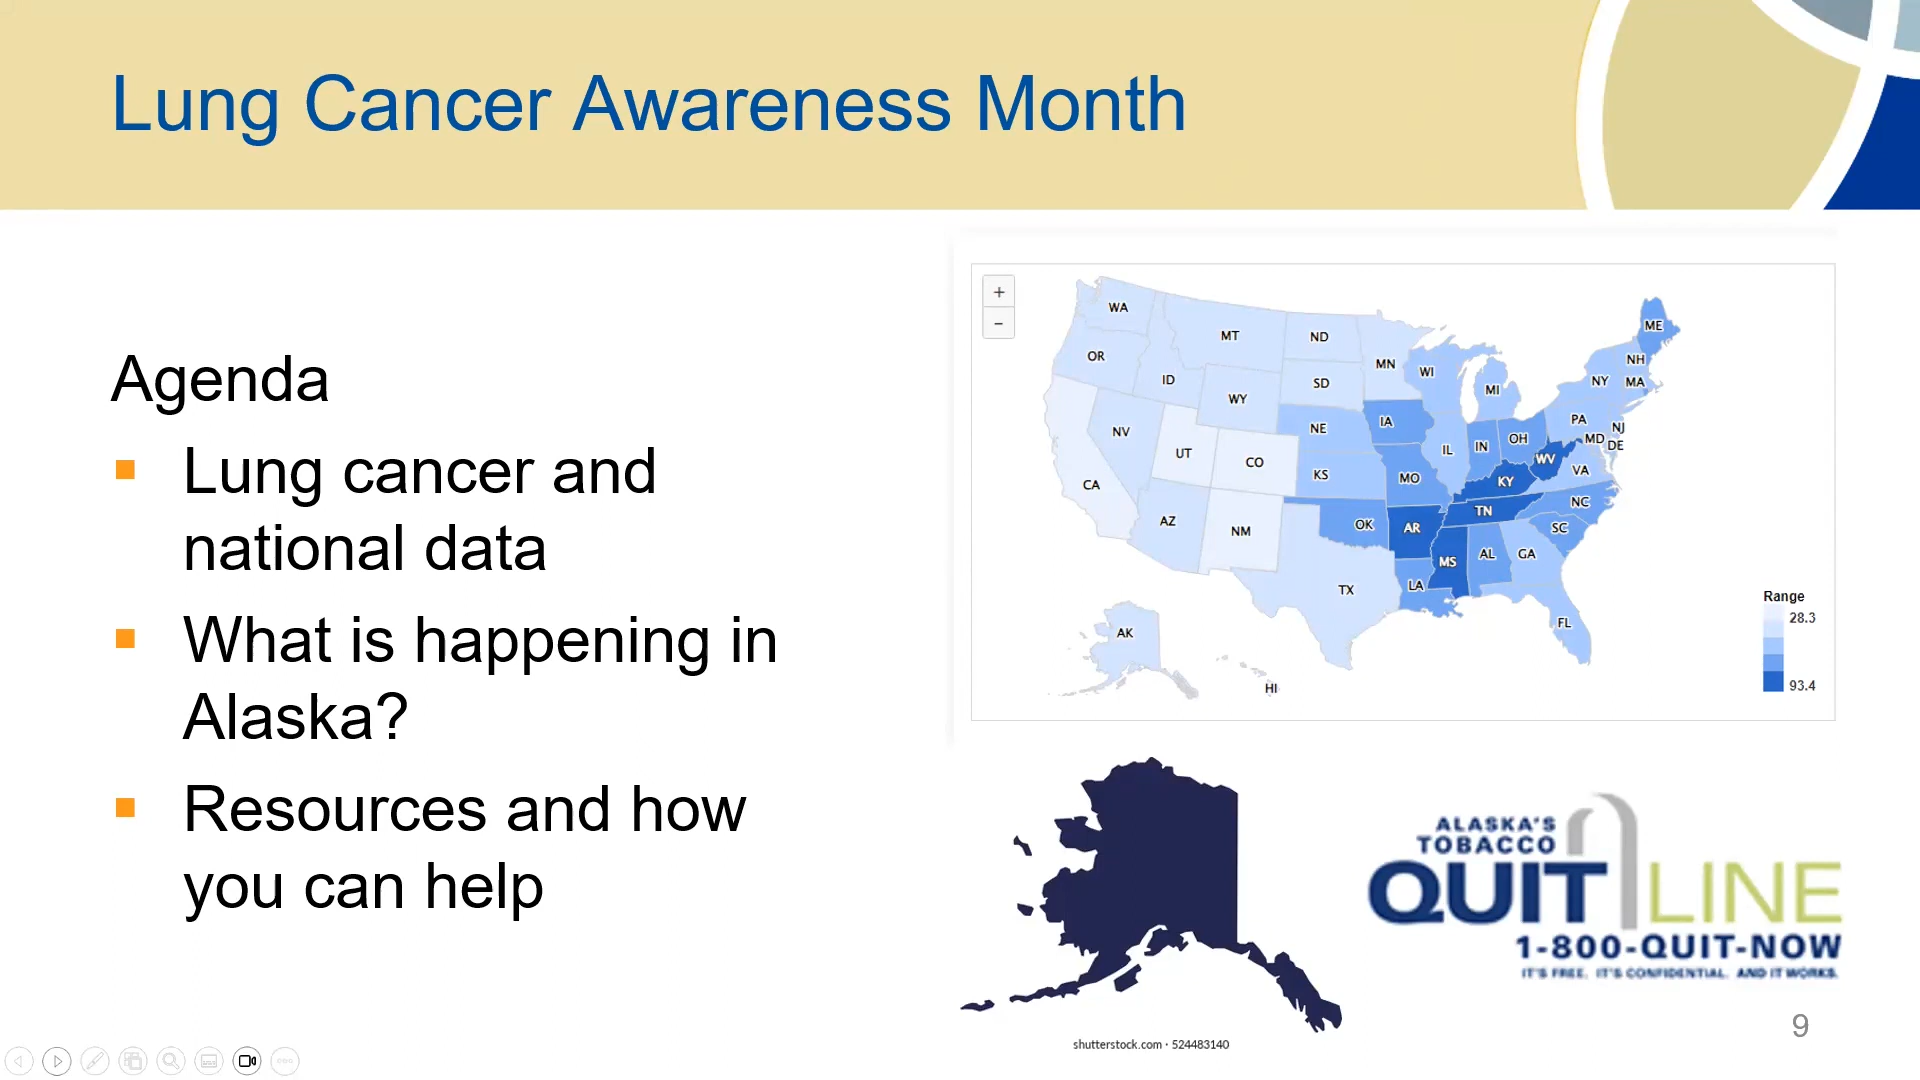 Lung Cancer Awareness Month
Agenda
Lung cancer and
national data
What is happening in
Alaska?
Resources and how
you can help
+
−
WA
MT
ND
ME
OR
MN
NH
ID
SD
WI
NY
MA
WY
MI
NV
NE
IA
PA
NJ
UT
CO
IL
IN
OH
MD
DE
CA
KS
MO
WV
VA
KY
AZ
NM
OK
AR
TN
NC
SC
MS
AL
GA
TX
LA
FL
AK
HI
Range
28.3
93.4
ALASKA'S
TOBACCO
QUIT LINE
1-800-QUIT-NOW
IT'S FREE. IT'S CONFIDENTIAL. AND IT WORKS.
shutterstock.com · 524483140
9